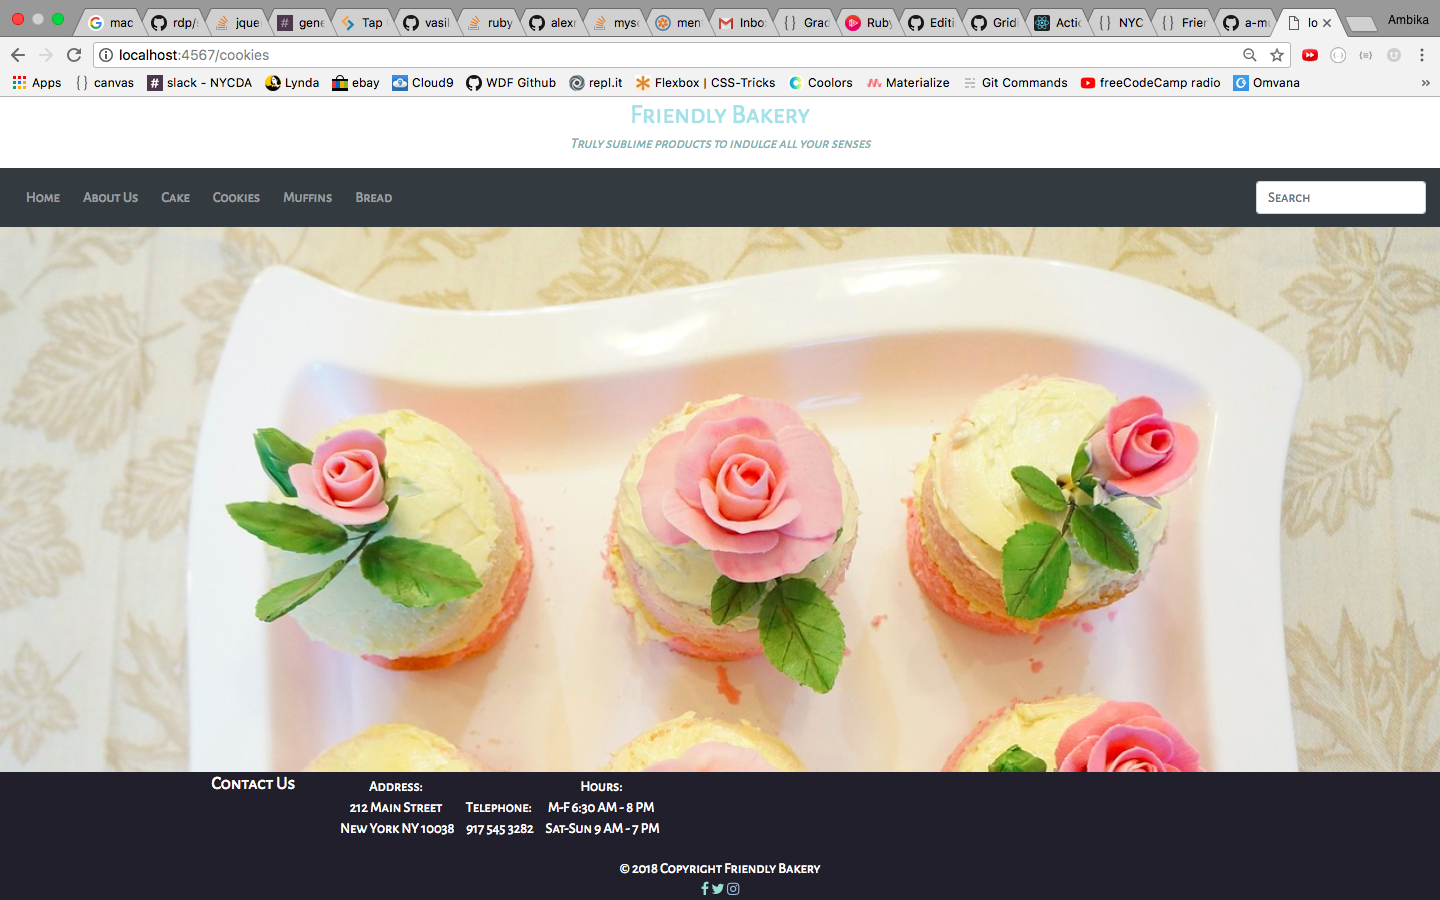 mac
rdp/
jque
gene
Tap
vasil
ruby
alex
mys
men
Inbo
Grac
Ruby
Editi
Grid
Actic
NYC
Frier
a-m
lo
Ambika
localhost:4567/cookies
Apps canvas slack - NYCDA Lynda ebay Cloud9 WDF Github repl.it Flexbox | CSS-Tricks Coolors Materialize Git Commands freeCodeCamp radio Omvana »
Friendly Bakery
Truly sublime products to indulge all your senses
Home About Us Cake Cookies Muffins Bread Search
Contact Us
Address:
212 Main Street
New York NY 10038
Telephone:
917 545 3282
Hours:
M-F 6:30 AM - 8 PM
Sat-Sun 9 AM - 7 PM
© 2018 Copyright Friendly Bakery